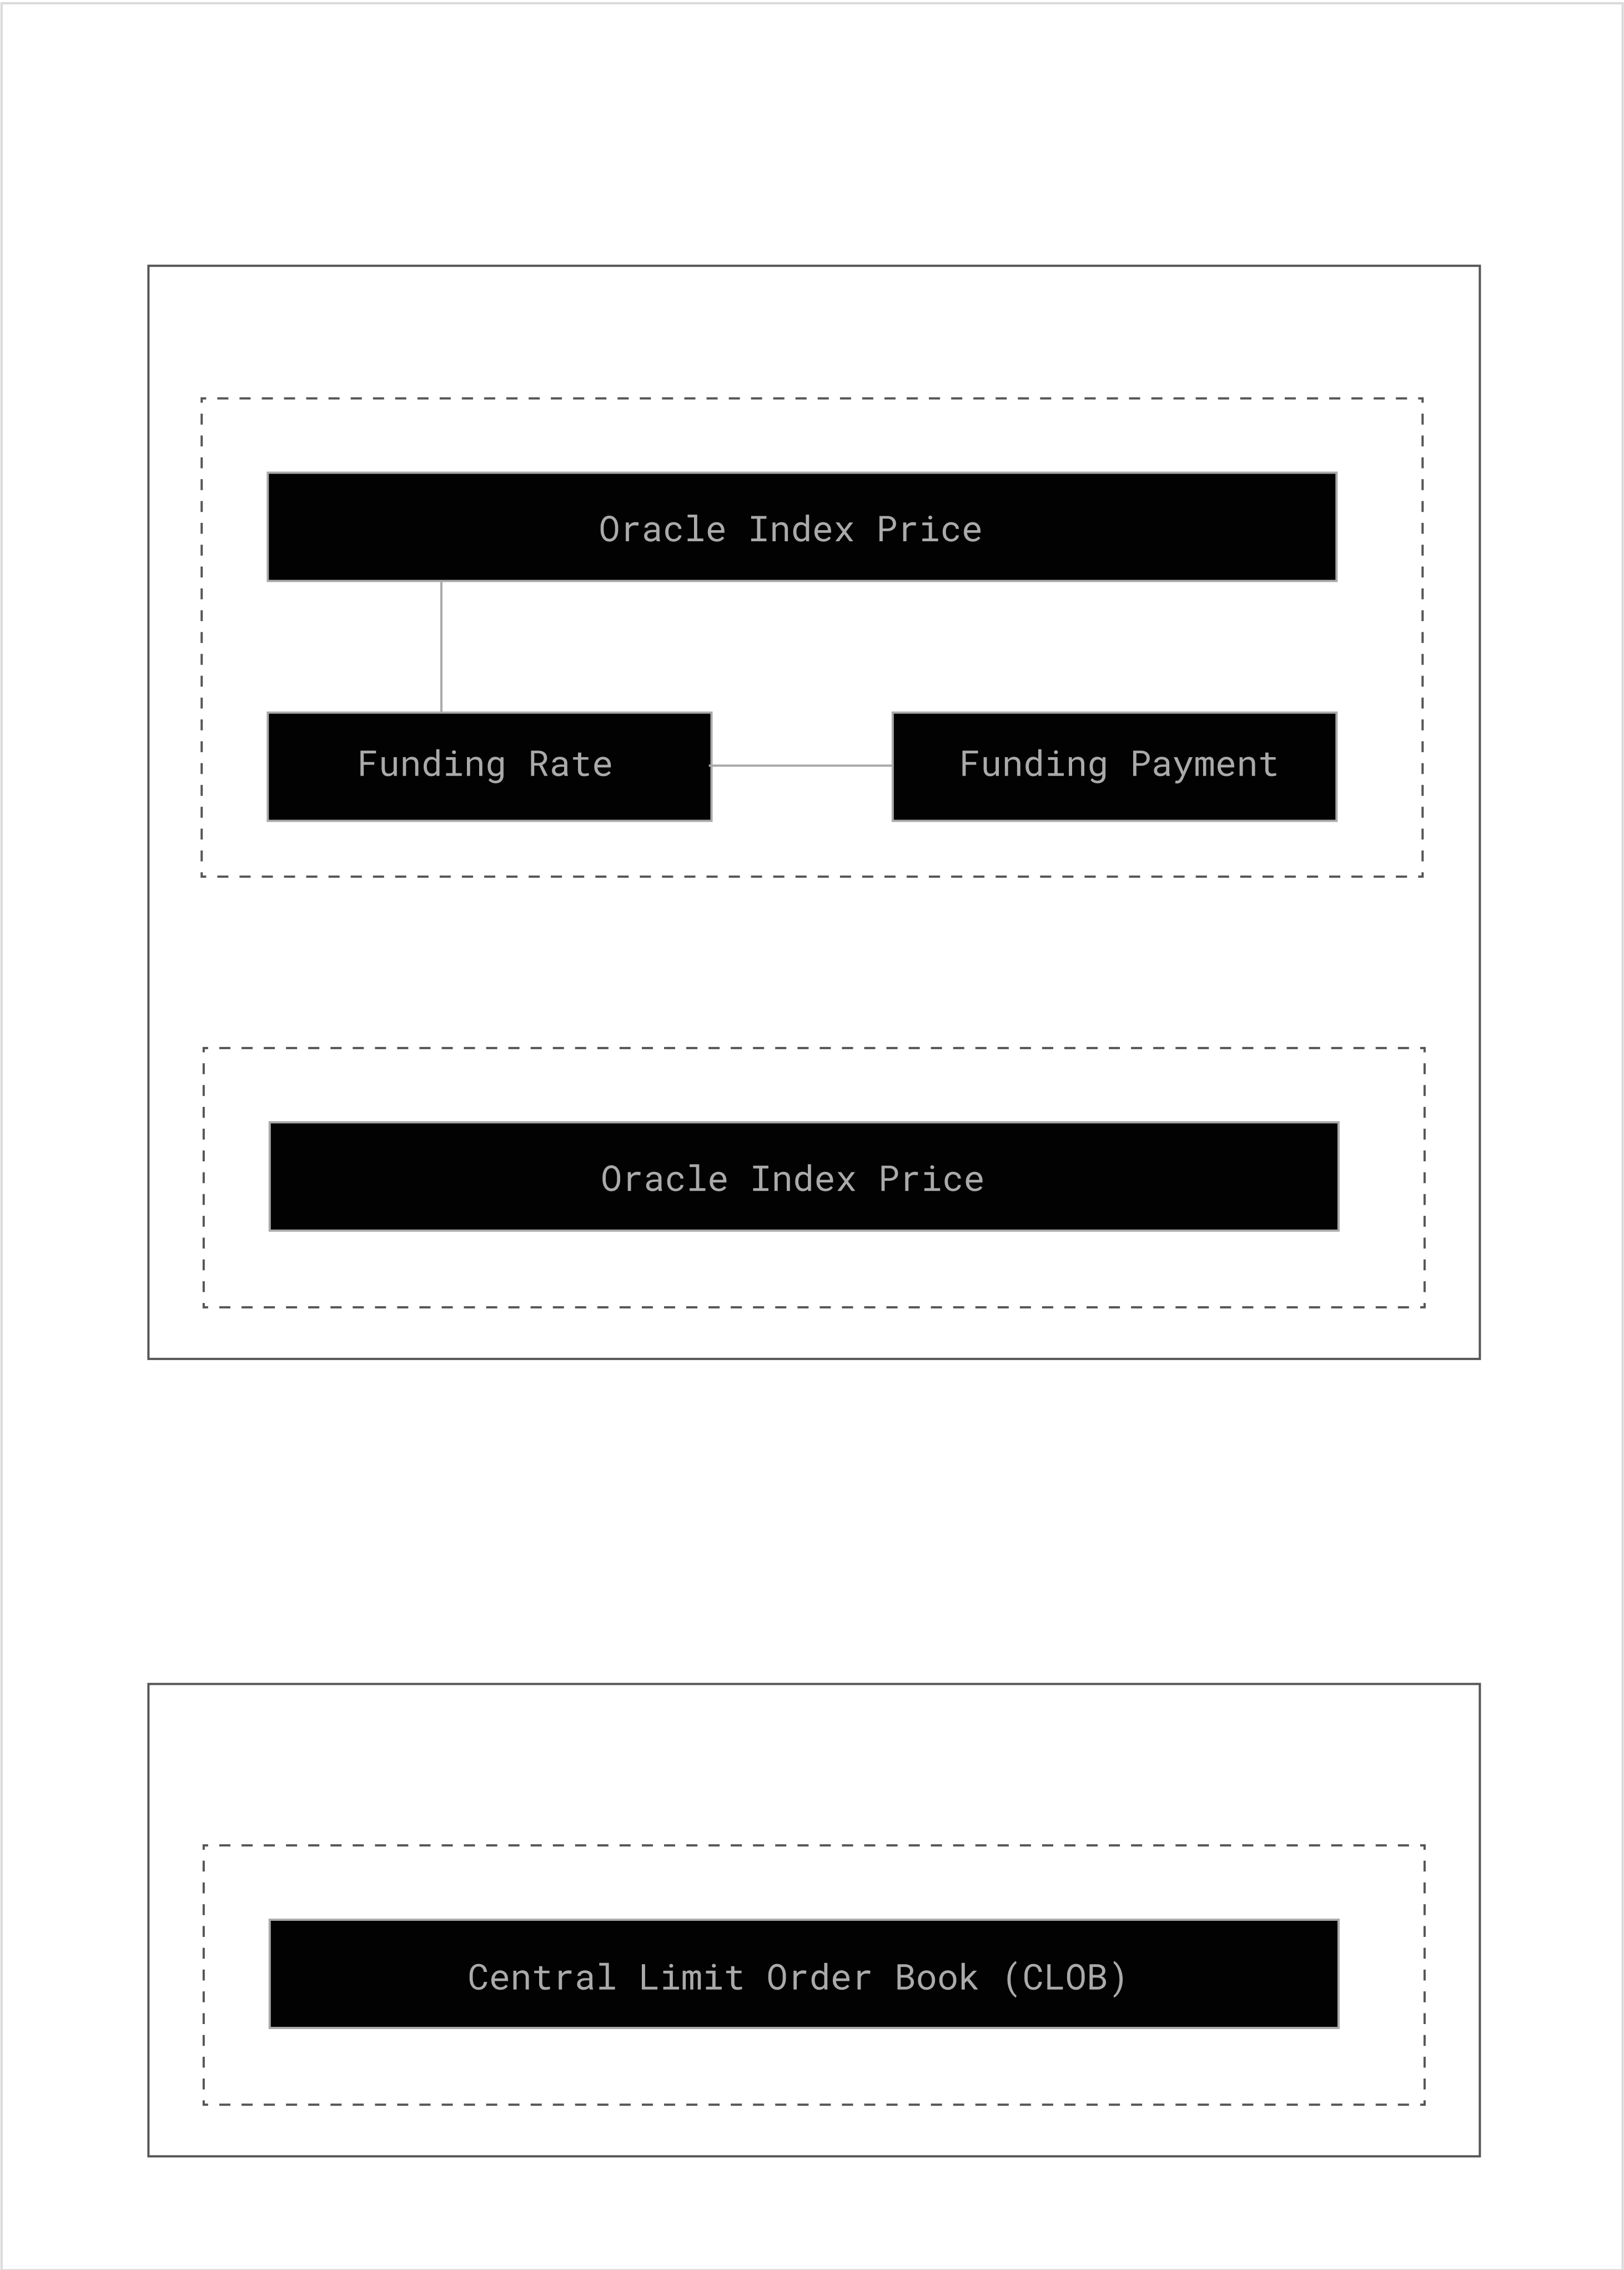 Oracle Index Price
Funding Rate
Funding Payment
Oracle Index Price
Central Limit Order Book (CLOB)